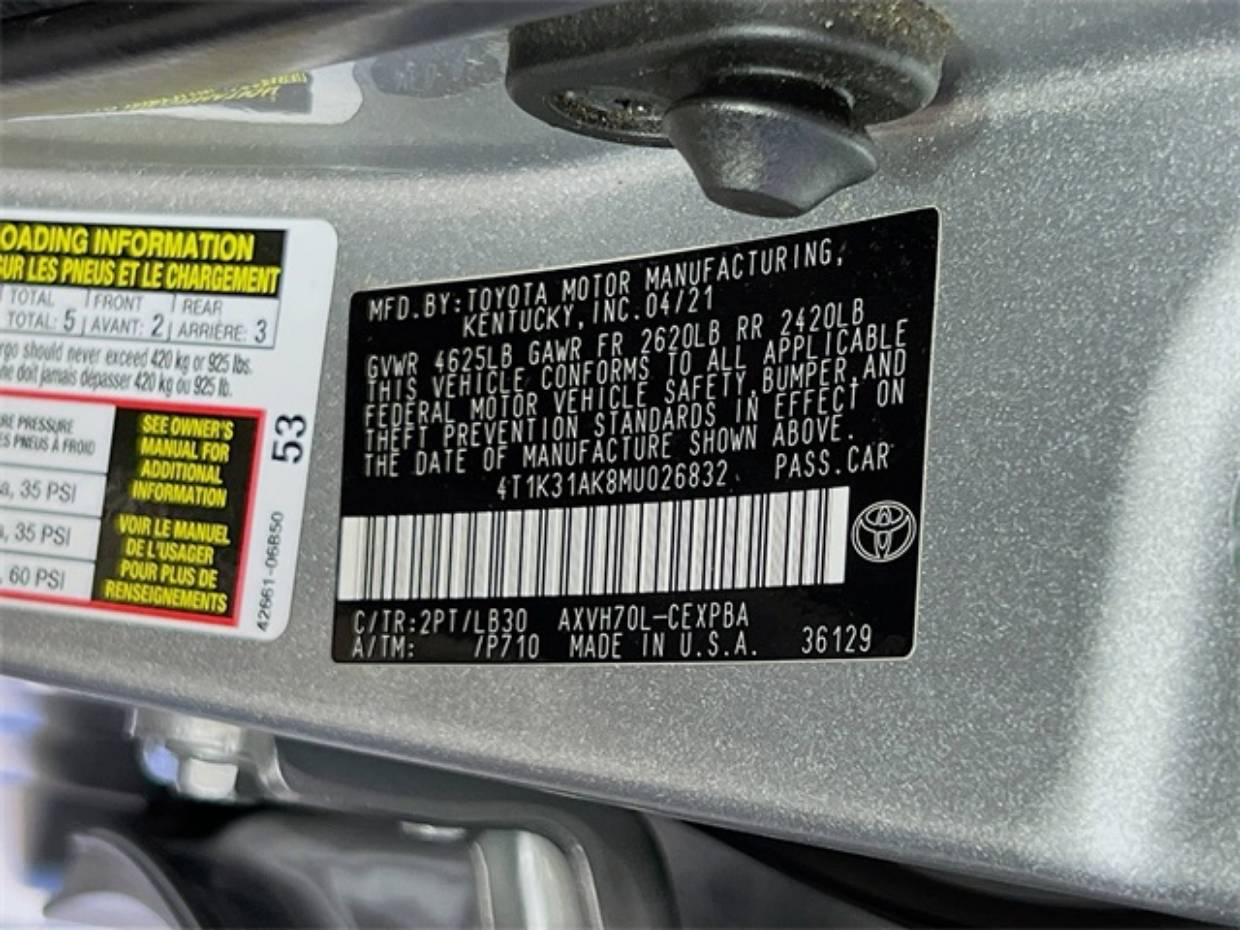 OADING INFORMATION
SUR LES PNEUS ET LE CHARGEMENT
TOTAL FRONT REAR
TOTAL: 5 AVANT: 2 ARRIÈRE: 3
rgo should never exceed 420 kg or 925 lbs.
ne doit jamais dépasser 420 kg ou 925 lb.
RE PRESSURE
ES PNEUS À FROID
a, 35 PSI
a, 35 PSI
, 60 PSI
SEE OWNER'S
MANUAL FOR
ADDITIONAL
INFORMATION
VOIR LE MANUEL
DE L'USAGER
POUR PLUS DE
RENSEIGNEMENTS
53
42661-06B50
MFD. BY: TOYOTA MOTOR MANUFACTURING,
KENTUCKY, INC. 04/21
GVWR 4625LB GAWR FR 2620LB RR 2420LB
THIS VEHICLE CONFORMS TO ALL APPLICABLE
FEDERAL MOTOR VEHICLE SAFETY, BUMPER, AND
THEFT PREVENTION STANDARDS IN EFFECT ON
THE DATE OF MANUFACTURE SHOWN ABOVE.
4T1K31AK8MU026832 PASS. CAR
C/TR: 2PT/LB30 AXVH70L-CEXPBA
A/TM: /P710 MADE IN U.S.A. 36129